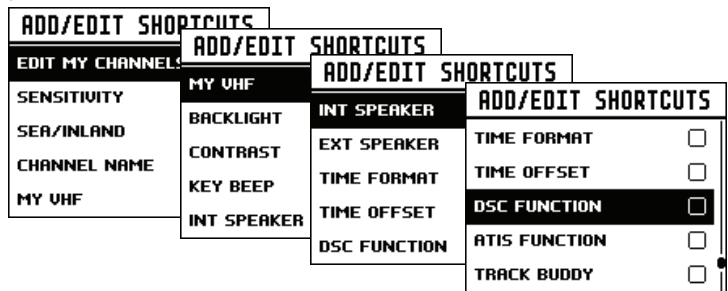 ADD/EDIT SHORTCUTS
EDIT MY CHANNELS
SENSITIVITY
SEA/INLAND
CHANNEL NAME
MY VHF
ADD/EDIT SHORTCUTS
MY VHF
BACKLIGHT
CONTRAST
KEY BEEP
INT SPEAKER
ADD/EDIT SHORTCUTS
INT SPEAKER
EXT SPEAKER
TIME FORMAT
TIME OFFSET
DSC FUNCTION
ADD/EDIT SHORTCUTS
TIME FORMAT
TIME OFFSET
DSC FUNCTION
ATIS FUNCTION
TRACK BUDDY